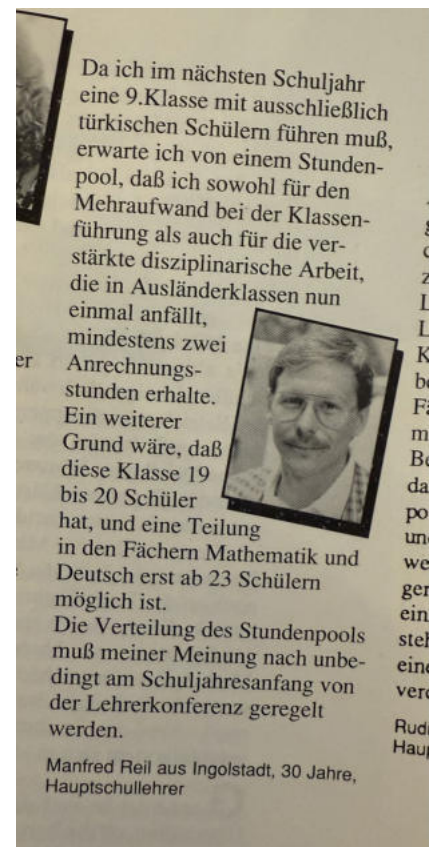 Da ich im nächsten Schuljahr
eine 9.Klasse mit ausschließlich
türkischen Schülern führen muß,
erwarte ich von einem Stunden-
pool, daß ich sowohl für den
Mehraufwand bei der Klassen-
führung als auch für die ver-
stärkte disziplinarische Arbeit,
die in Ausländerklassen nun
einmal anfällt,
mindestens zwei
Anrechnungs-
stunden erhalte.
Ein weiterer
Grund wäre, daß
diese Klasse 19
bis 20 Schüler
hat, und eine Teilung
in den Fächern Mathematik und
Deutsch erst ab 23 Schülern
möglich ist.
Die Verteilung des Stundenpools
muß meiner Meinung nach unbe-
dingt am Schuljahresanfang von
der Lehrerkonferenz geregelt
werden.
Manfred Reil aus Ingolstadt, 30 Jahre,
Hauptschullehrer